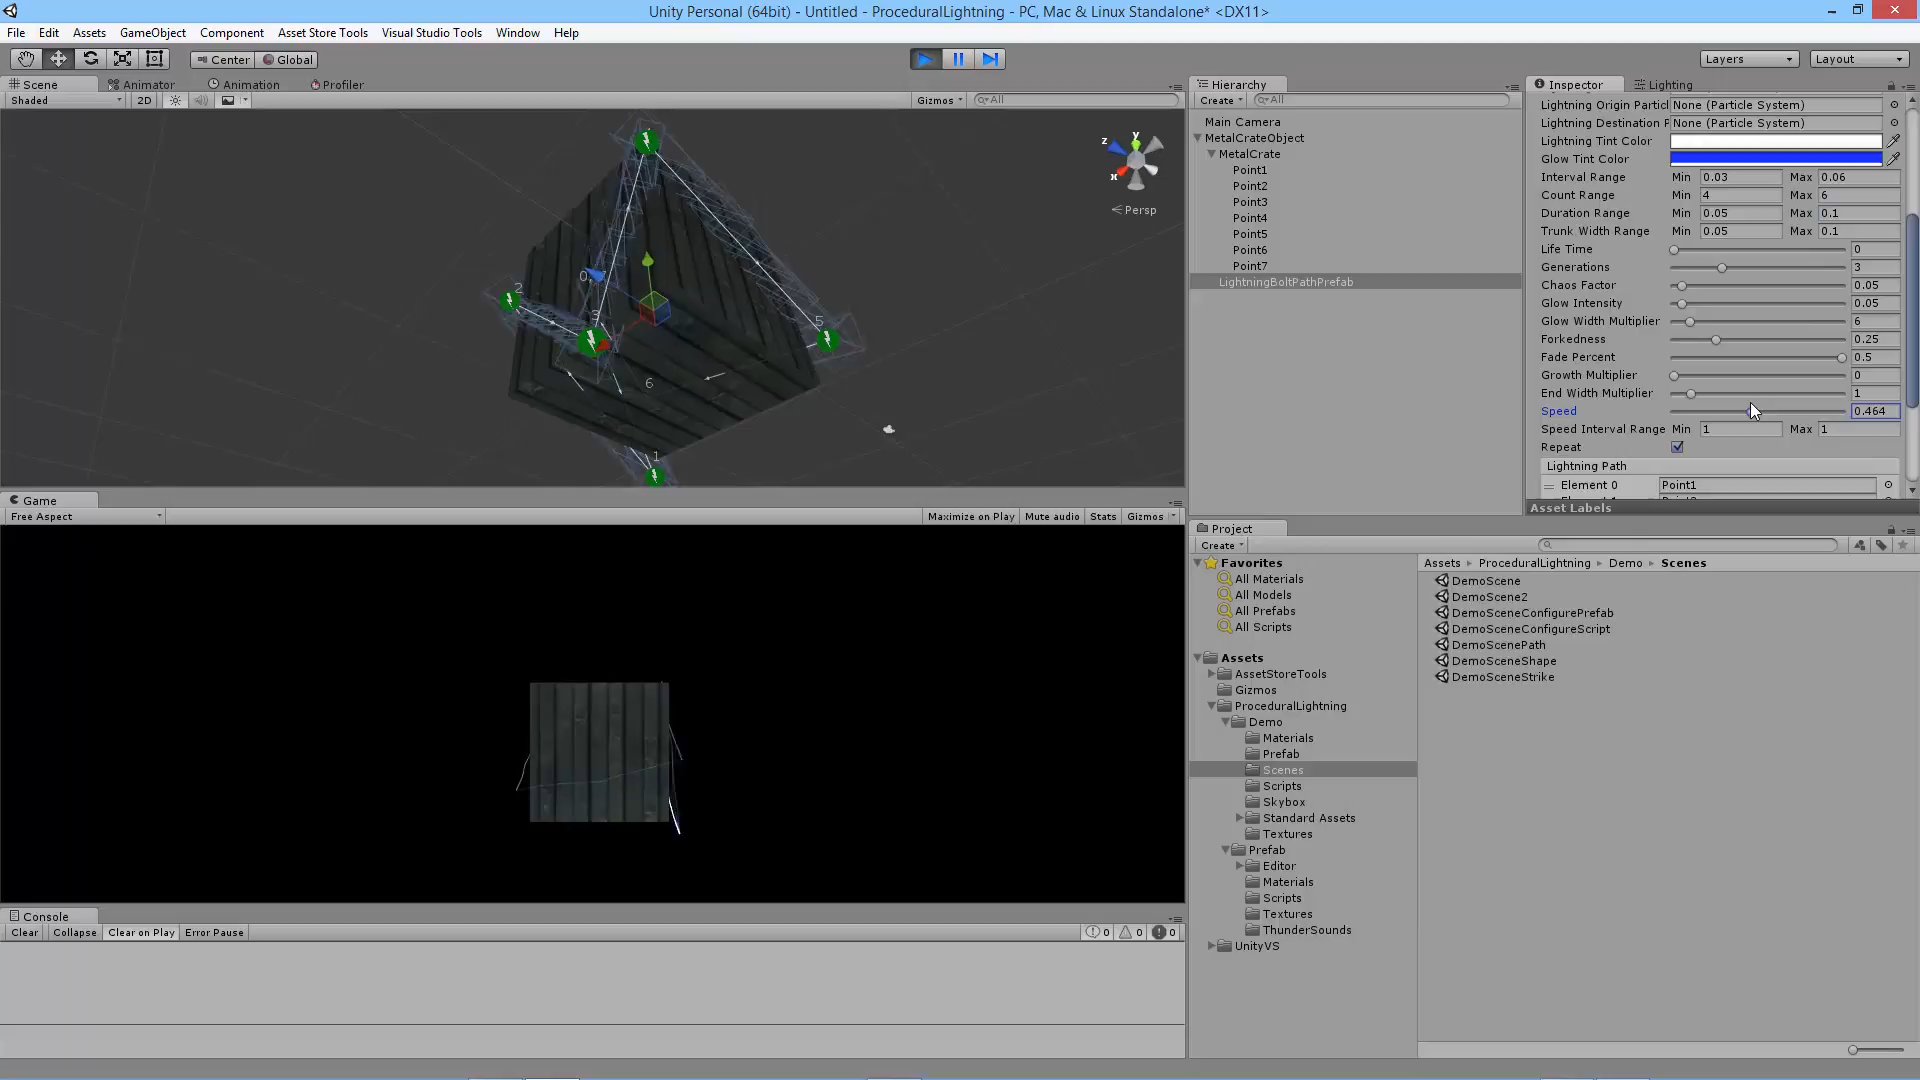 Unity Personal (64bit) - Untitled - ProceduralLightning - PC, Mac & Linux Standalone* <DX11>
File Edit Assets GameObject Component Asset Store Tools Visual Studio Tools Window Help
Center Global
Layers
Layout
Scene Animator Animation Profiler
Shaded 2D Gizmos All
y
z
x
Persp
2
3
5
6
1
Hierarchy
Create All
Main Camera
MetalCrateObject
MetalCrate
Point1
Point2
Point3
Point4
Point5
Point6
Point7
LightningBoltPathPrefab
Inspector Lighting
Lightning Origin Particl None (Particle System)
Lightning Destination P None (Particle System)
Lightning Tint Color
Glow Tint Color
Interval Range Min 0.03 Max 0.06
Count Range Min 4 Max 6
Duration Range Min 0.05 Max 0.1
Trunk Width Range Min 0.05 Max 0.1
Life Time 0
Generations 3
Chaos Factor 0.05
Glow Intensity 0.05
Glow Width Multiplier 6
Forkedness 0.25
Fade Percent 0.5
Growth Multiplier 0
End Width Multiplier 1
Speed 0.464
Speed Interval Range Min 1 Max 1
Repeat
Lightning Path
Element 0 Point1
Asset Labels
Game
Free Aspect Maximize on Play Mute audio Stats Gizmos
Console
Clear Collapse Clear on Play Error Pause 0 0 0
Project
Create
Favorites
All Materials
All Models
All Prefabs
All Scripts
Assets
AssetStoreTools
Gizmos
ProceduralLightning
Demo
Materials
Prefab
Scenes
Scripts
Skybox
Standard Assets
Textures
Prefab
Editor
Materials
Scripts
Textures
ThunderSounds
UnityVS
Assets ProceduralLightning Demo Scenes
DemoScene
DemoScene2
DemoSceneConfigurePrefab
DemoSceneConfigureScript
DemoScenePath
DemoSceneShape
DemoSceneStrike